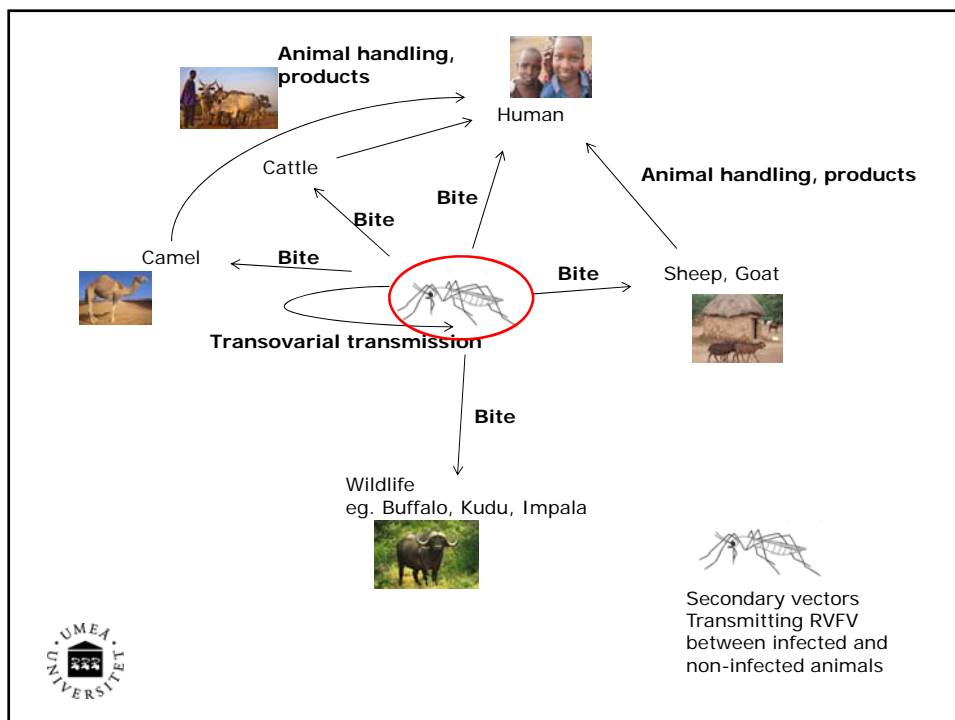 Animal handling,
products
Human
Cattle
Animal handling, products
Bite
Bite
Camel
Bite
Bite
Sheep, Goat
Transovarial transmission
Bite
Wildlife
eg. Buffalo, Kudu, Impala
Secondary vectors
Transmitting RVFV
between infected and
non-infected animals
UMEÅ UNIVERSITET